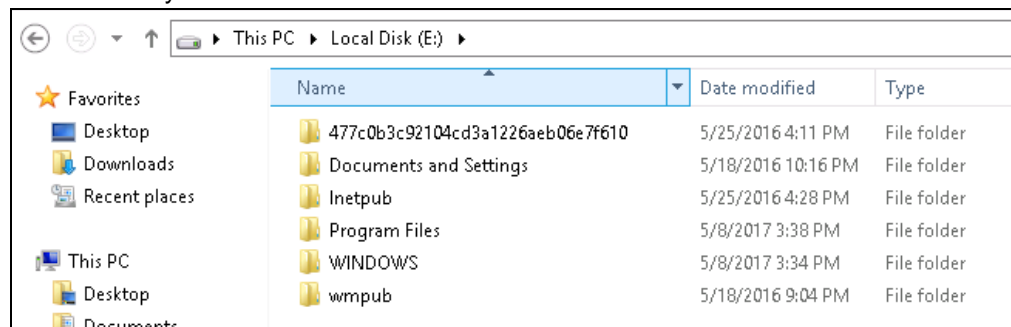 This PC Local Disk (E:)
Name Date modified Type
Favorites
Desktop
Downloads
Recent places
This PC
Desktop
Documents
477c0b3c92104cd3a1226aeb06e7f610 5/25/2016 4:11 PM File folder
Documents and Settings 5/18/2016 10:16 PM File folder
Inetpub 5/25/2016 4:28 PM File folder
Program Files 5/8/2017 3:38 PM File folder
WINDOWS 5/8/2017 3:34 PM File folder
wmpub 5/18/2016 9:04 PM File folder